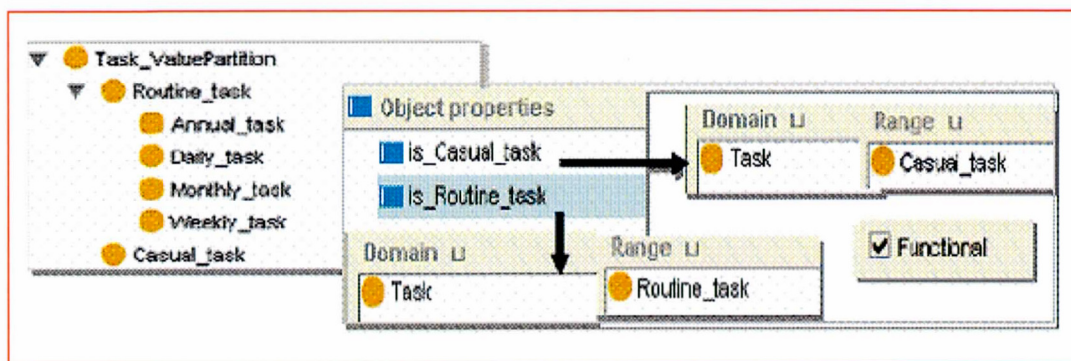 Task_ValuePartition
Routine_task
Annual_task
Daily_task
Monthly_task
Weekly_task
Casual_task
Object properties
is_Casual_task
is_Routine_task
Domain ⊔
Task
Range ⊔
Casual_task
Domain ⊔
Task
Range ⊔
Routine_task
Functional